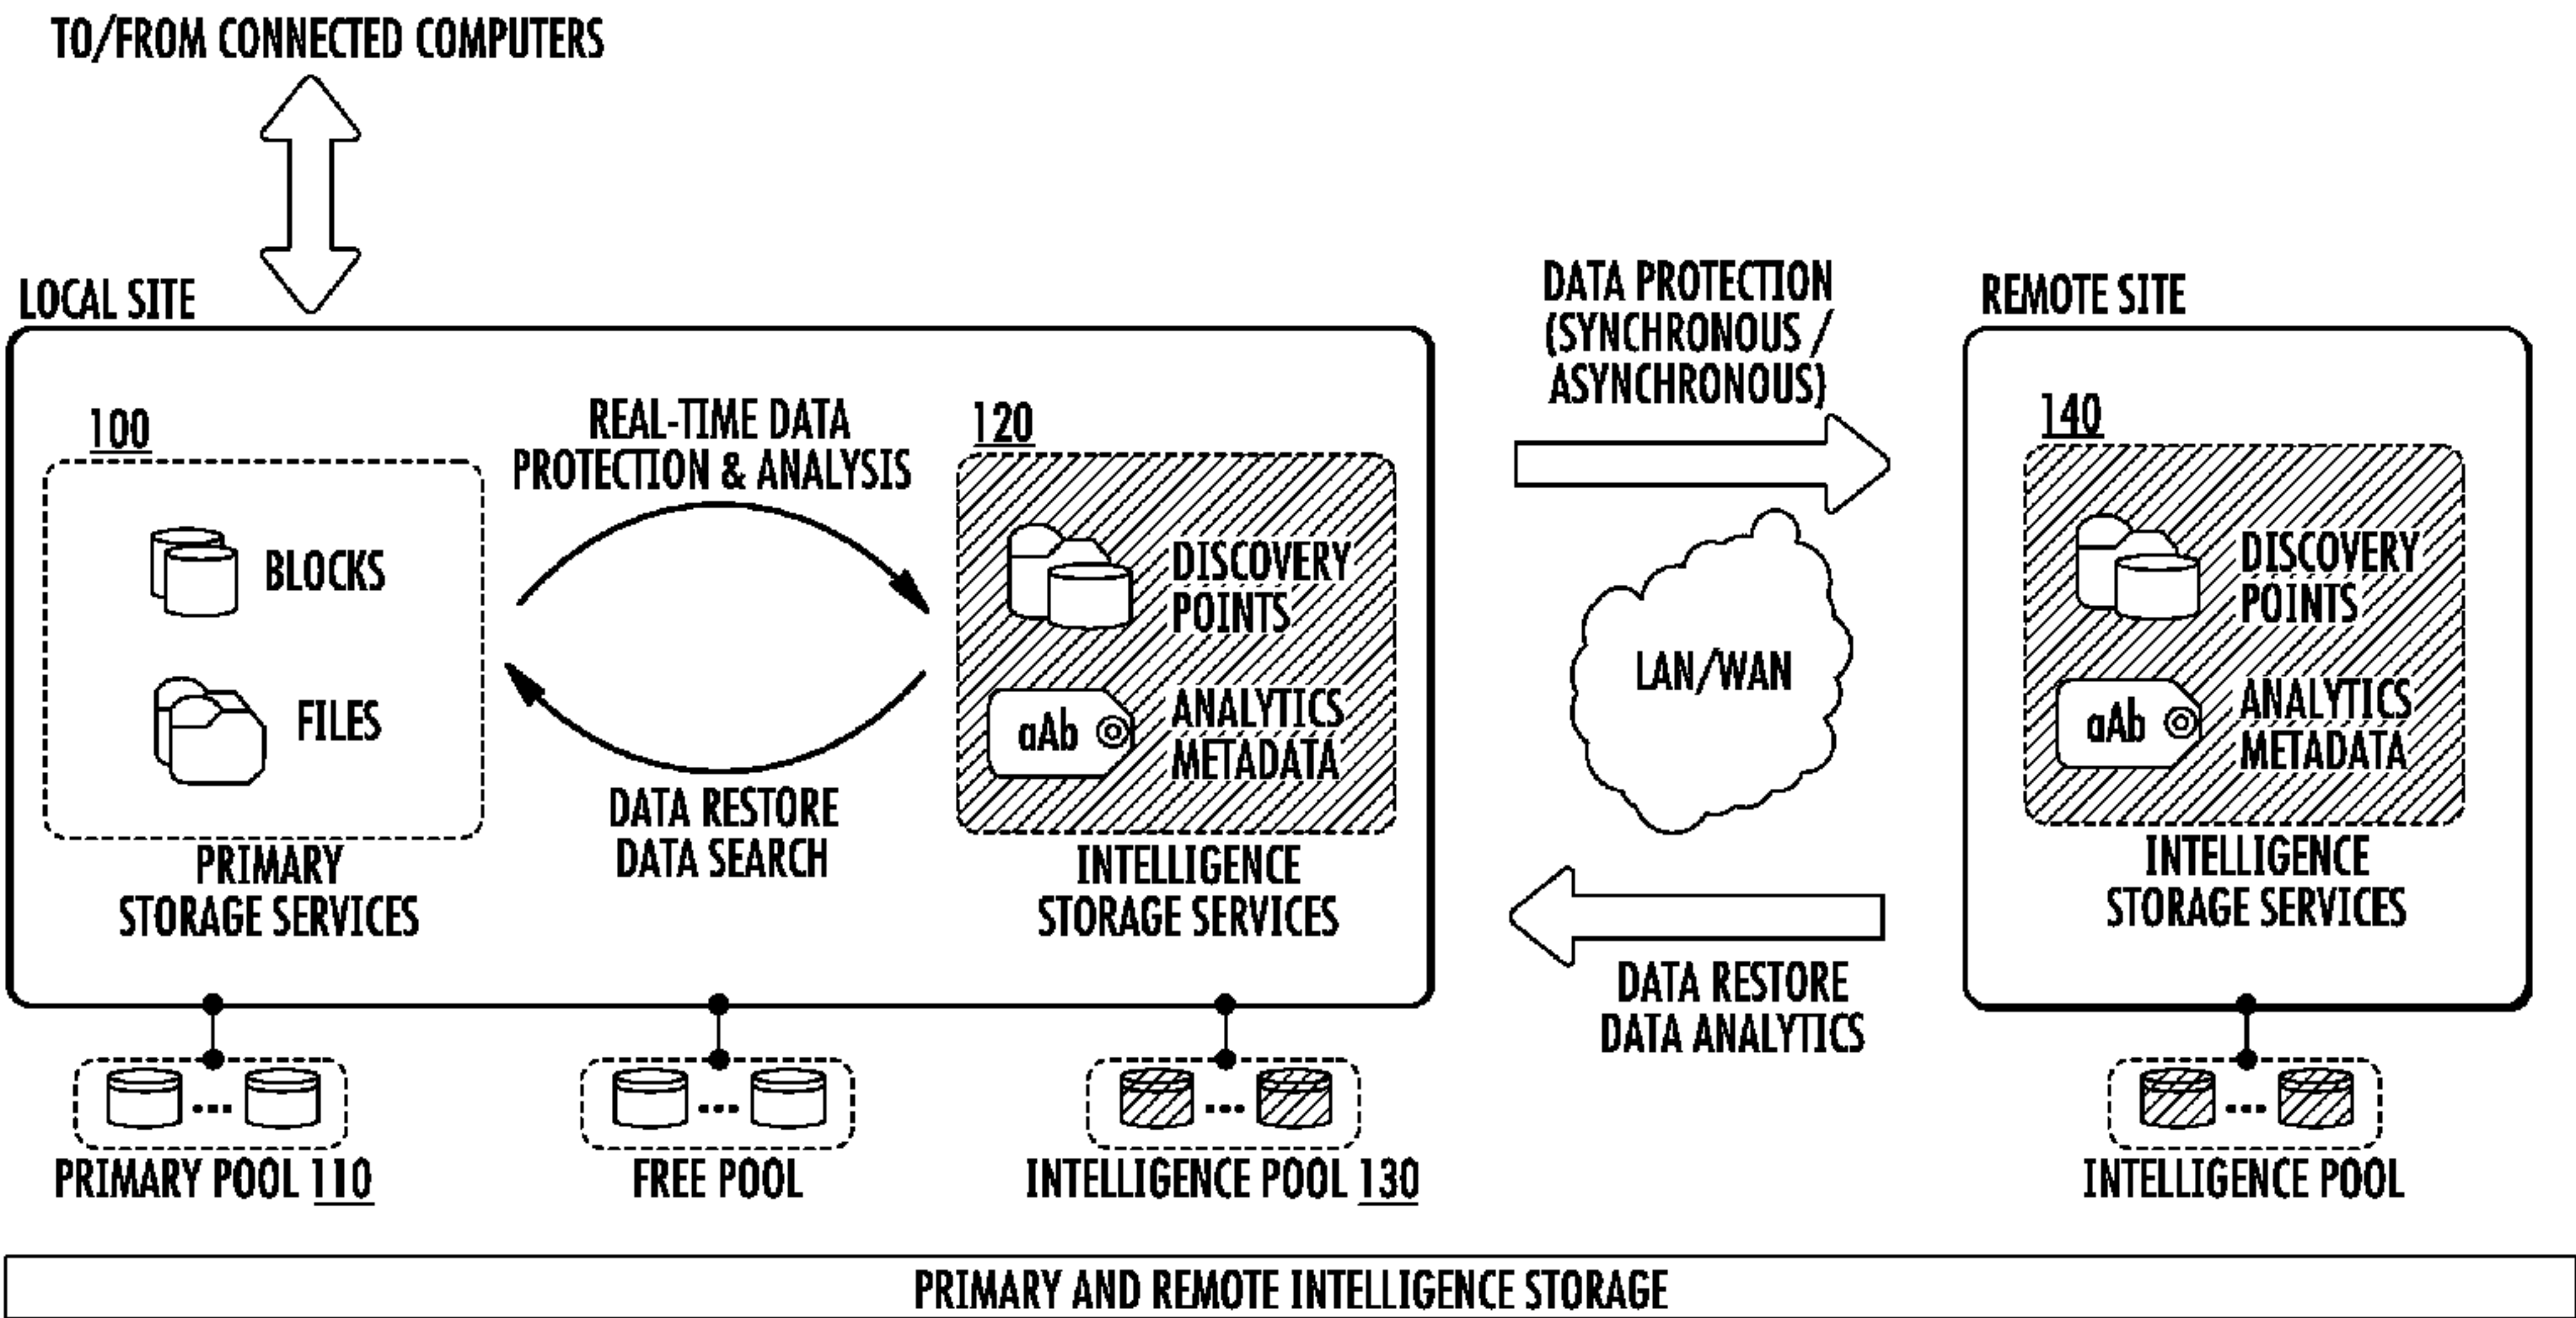 TO/FROM CONNECTED COMPUTERS
LOCAL SITE
100
BLOCKS
FILES
PRIMARY
STORAGE SERVICES
REAL-TIME DATA
PROTECTION & ANALYSIS
DATA RESTORE
DATA SEARCH
120
DISCOVERY
POINTS
aAb
ANALYTICS
METADATA
INTELLIGENCE
STORAGE SERVICES
DATA PROTECTION
(SYNCHRONOUS /
ASYNCHRONOUS)
LAN/WAN
DATA RESTORE
DATA ANALYTICS
REMOTE SITE
140
DISCOVERY
POINTS
aAb
ANALYTICS
METADATA
INTELLIGENCE
STORAGE SERVICES
PRIMARY POOL 110
FREE POOL
INTELLIGENCE POOL 130
INTELLIGENCE POOL
PRIMARY AND REMOTE INTELLIGENCE STORAGE